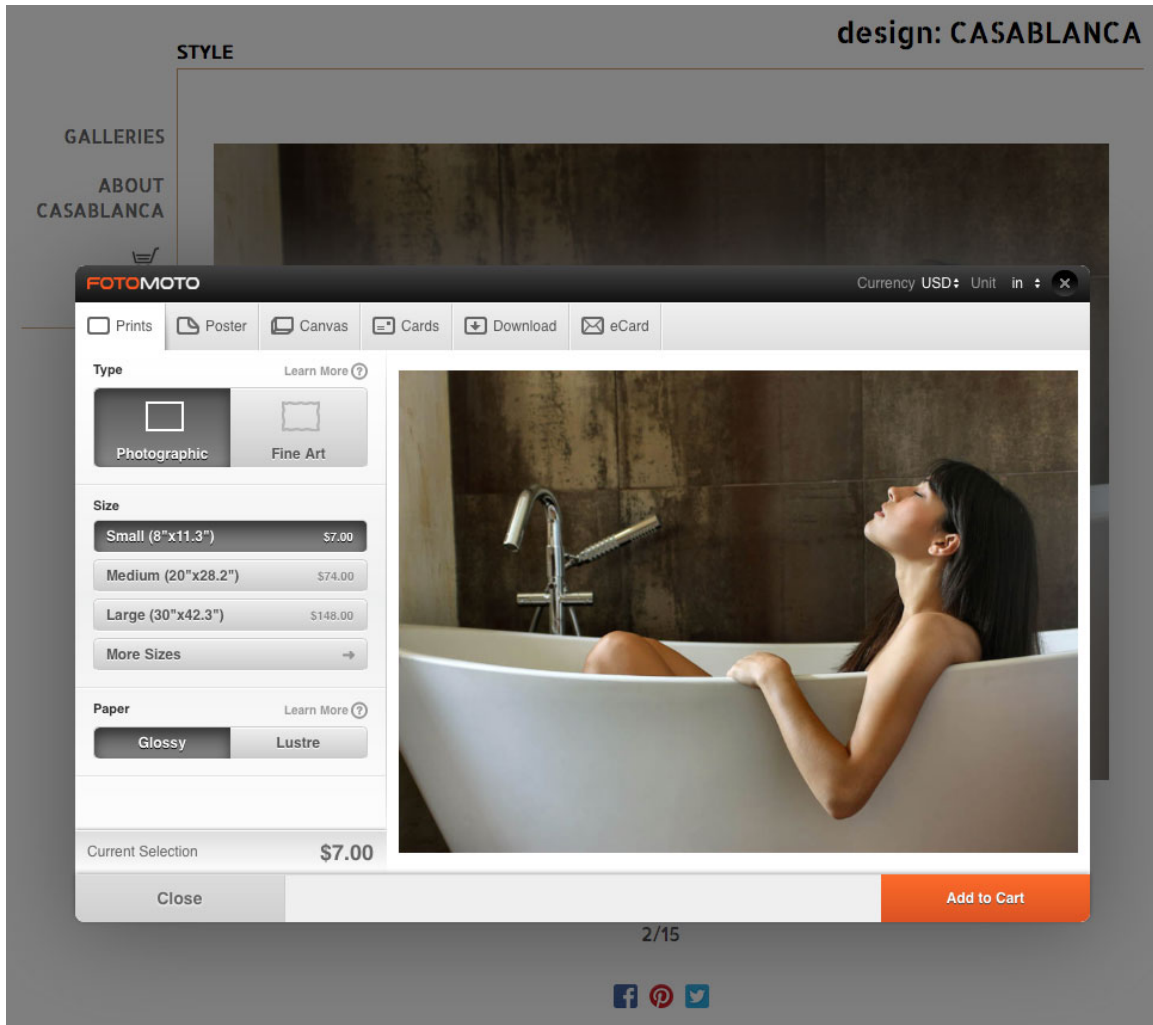 design: CASABLANCA
STYLE
GALLERIES
ABOUT
CASABLANCA
FOTOMOTO
Currency USD Unit in
Prints Poster Canvas Cards Download eCard
Type Learn More ?
Photographic Fine Art
Size
Small (8"x11.3") $7.00
Medium (20"x28.2") $74.00
Large (30"x42.3") $148.00
More Sizes
Paper Learn More ?
Glossy Lustre
Current Selection $7.00
Close Add to Cart
2/15